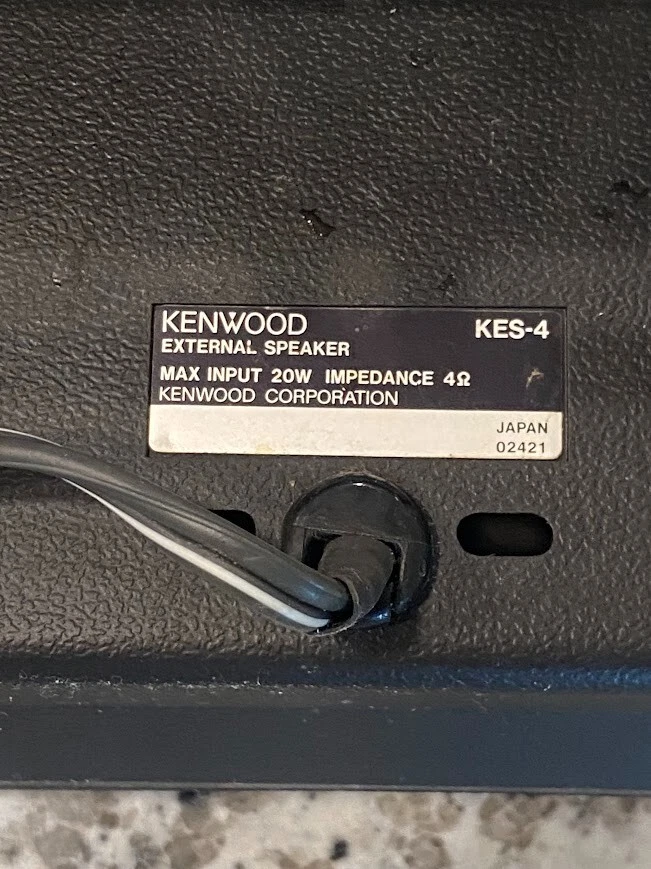 KENWOOD KES-4
EXTERNAL SPEAKER
MAX INPUT 20W IMPEDANCE 4Ω
KENWOOD CORPORATION
JAPAN
02421